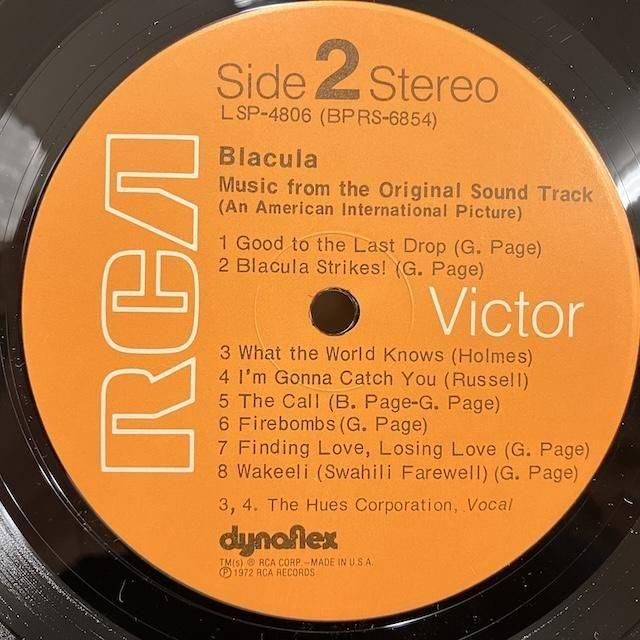 Side 2 Stereo
LSP-4806 (BPRS-6854)
Blacula
Music from the Original Sound Track
(An American International Picture)
1 Good to the Last Drop (G. Page)
2 Blacula Strikes! (G. Page)
RCA
Victor
3 What the World Knows (Holmes)
4 I'm Gonna Catch You (Russell)
5 The Call (B. Page-G. Page)
6 Firebombs (G. Page)
7 Finding Love, Losing Love (G. Page)
8 Wakeeli (Swahili Farewell) (G. Page)
3, 4. The Hues Corporation, Vocal
dynaflex
TM(s) ® RCA CORP.—MADE IN U.S.A.
℗ 1972 RCA RECORDS